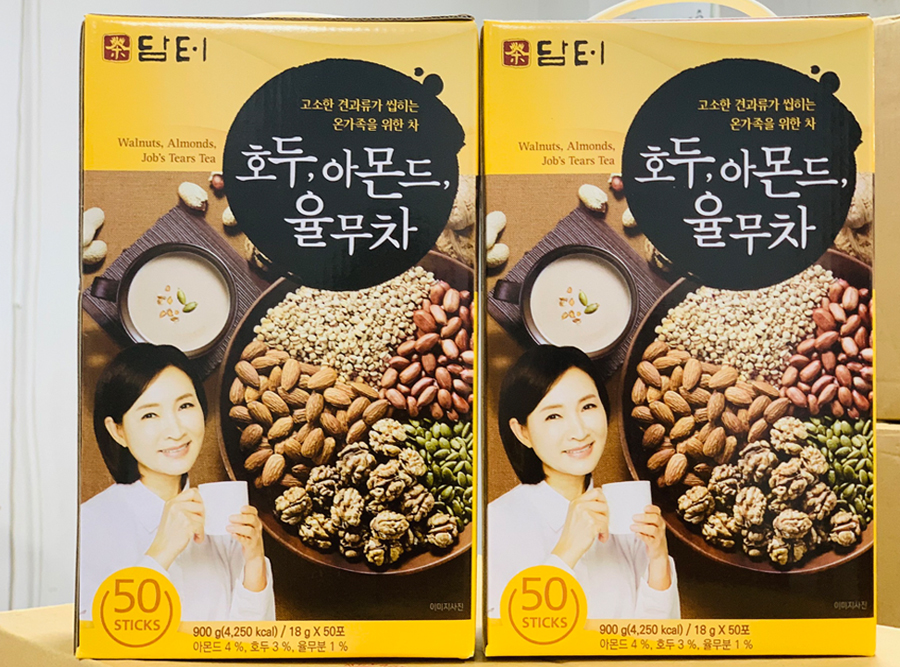 茶 담터
고소한 견과류가 씹히는
온가족을 위한 차
Walnuts, Almonds,
Job's Tears Tea
호두, 아몬드,
율무차
50
STICKS
이미지사진
900 g(4,250 kcal) / 18 g X 50포
아몬드 4 %, 호두 3 %, 율무분 1 %
茶 담터
고소한 견과류가 씹히는
온가족을 위한 차
Walnuts, Almonds,
Job's Tears Tea
호두, 아몬드,
율무차
50
STICKS
이미지사진
900 g(4,250 kcal) / 18 g X 50포
아몬드 4 %, 호두 3 %, 율무분 1 %